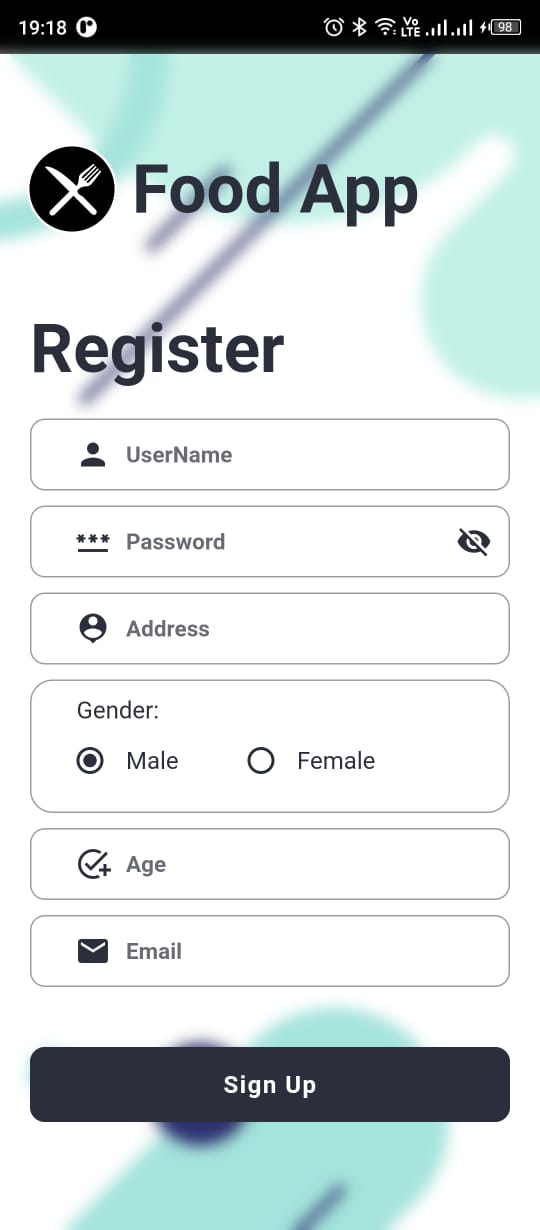 19:18
Vo
LTE
98
Food App
Register
UserName
*** Password
Address
Gender:
Male Female
Age
Email
Sign Up